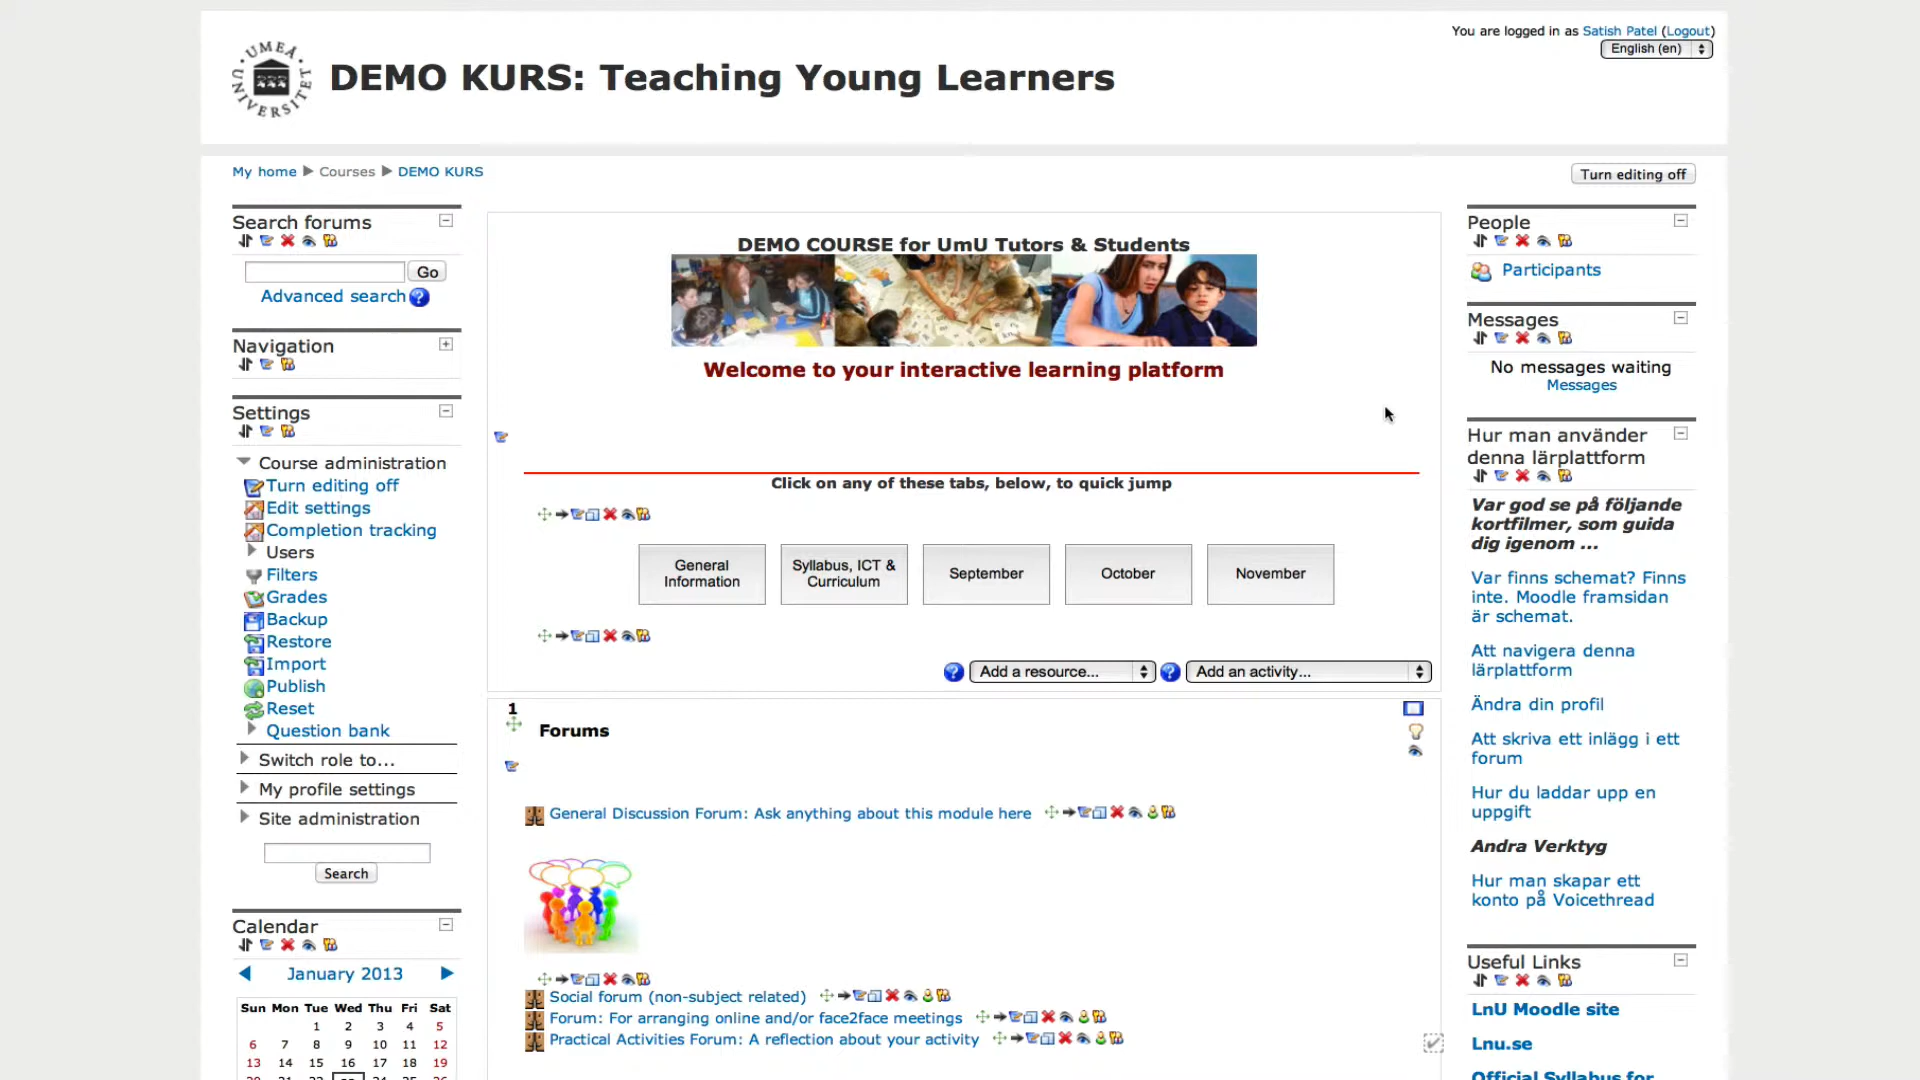 You are logged in as Satish Patel (Logout)
English (en)
UMEÅ UNIVERSITET
DEMO KURS: Teaching Young Learners
My home Courses DEMO KURS
Turn editing off
Search forums
Go
Advanced search
Navigation
Settings
Course administration
Turn editing off
Edit settings
Completion tracking
Users
Filters
Grades
Backup
Restore
Import
Publish
Reset
Question bank
Switch role to...
My profile settings
Site administration
Search
Calendar
January 2013
Sun Mon Tue Wed Thu Fri Sat
1 2 3 4 5
6 7 8 9 10 11 12
13 14 15 16 17 18 19
DEMO COURSE for UmU Tutors & Students
Welcome to your interactive learning platform
Click on any of these tabs, below, to quick jump
General
Information
Syllabus, ICT &
Curriculum
September
October
November
Add a resource...
Add an activity...
1
Forums
General Discussion Forum: Ask anything about this module here
Social forum (non-subject related)
Forum: For arranging online and/or face2face meetings
Practical Activities Forum: A reflection about your activity
People
Participants
Messages
No messages waiting
Messages
Hur man använder
denna lärplattform
Var god se på följande
kortfilmer, som guida
dig igenom ...
Var finns schemat? Finns
inte. Moodle framsidan
är schemat.
Att navigera denna
lärplattform
Ändra din profil
Att skriva ett inlägg i ett
forum
Hur du laddar upp en
uppgift
Andra Verktyg
Hur man skapar ett
konto på Voicethread
Useful Links
LnU Moodle site
Lnu.se
Official Syllabus for